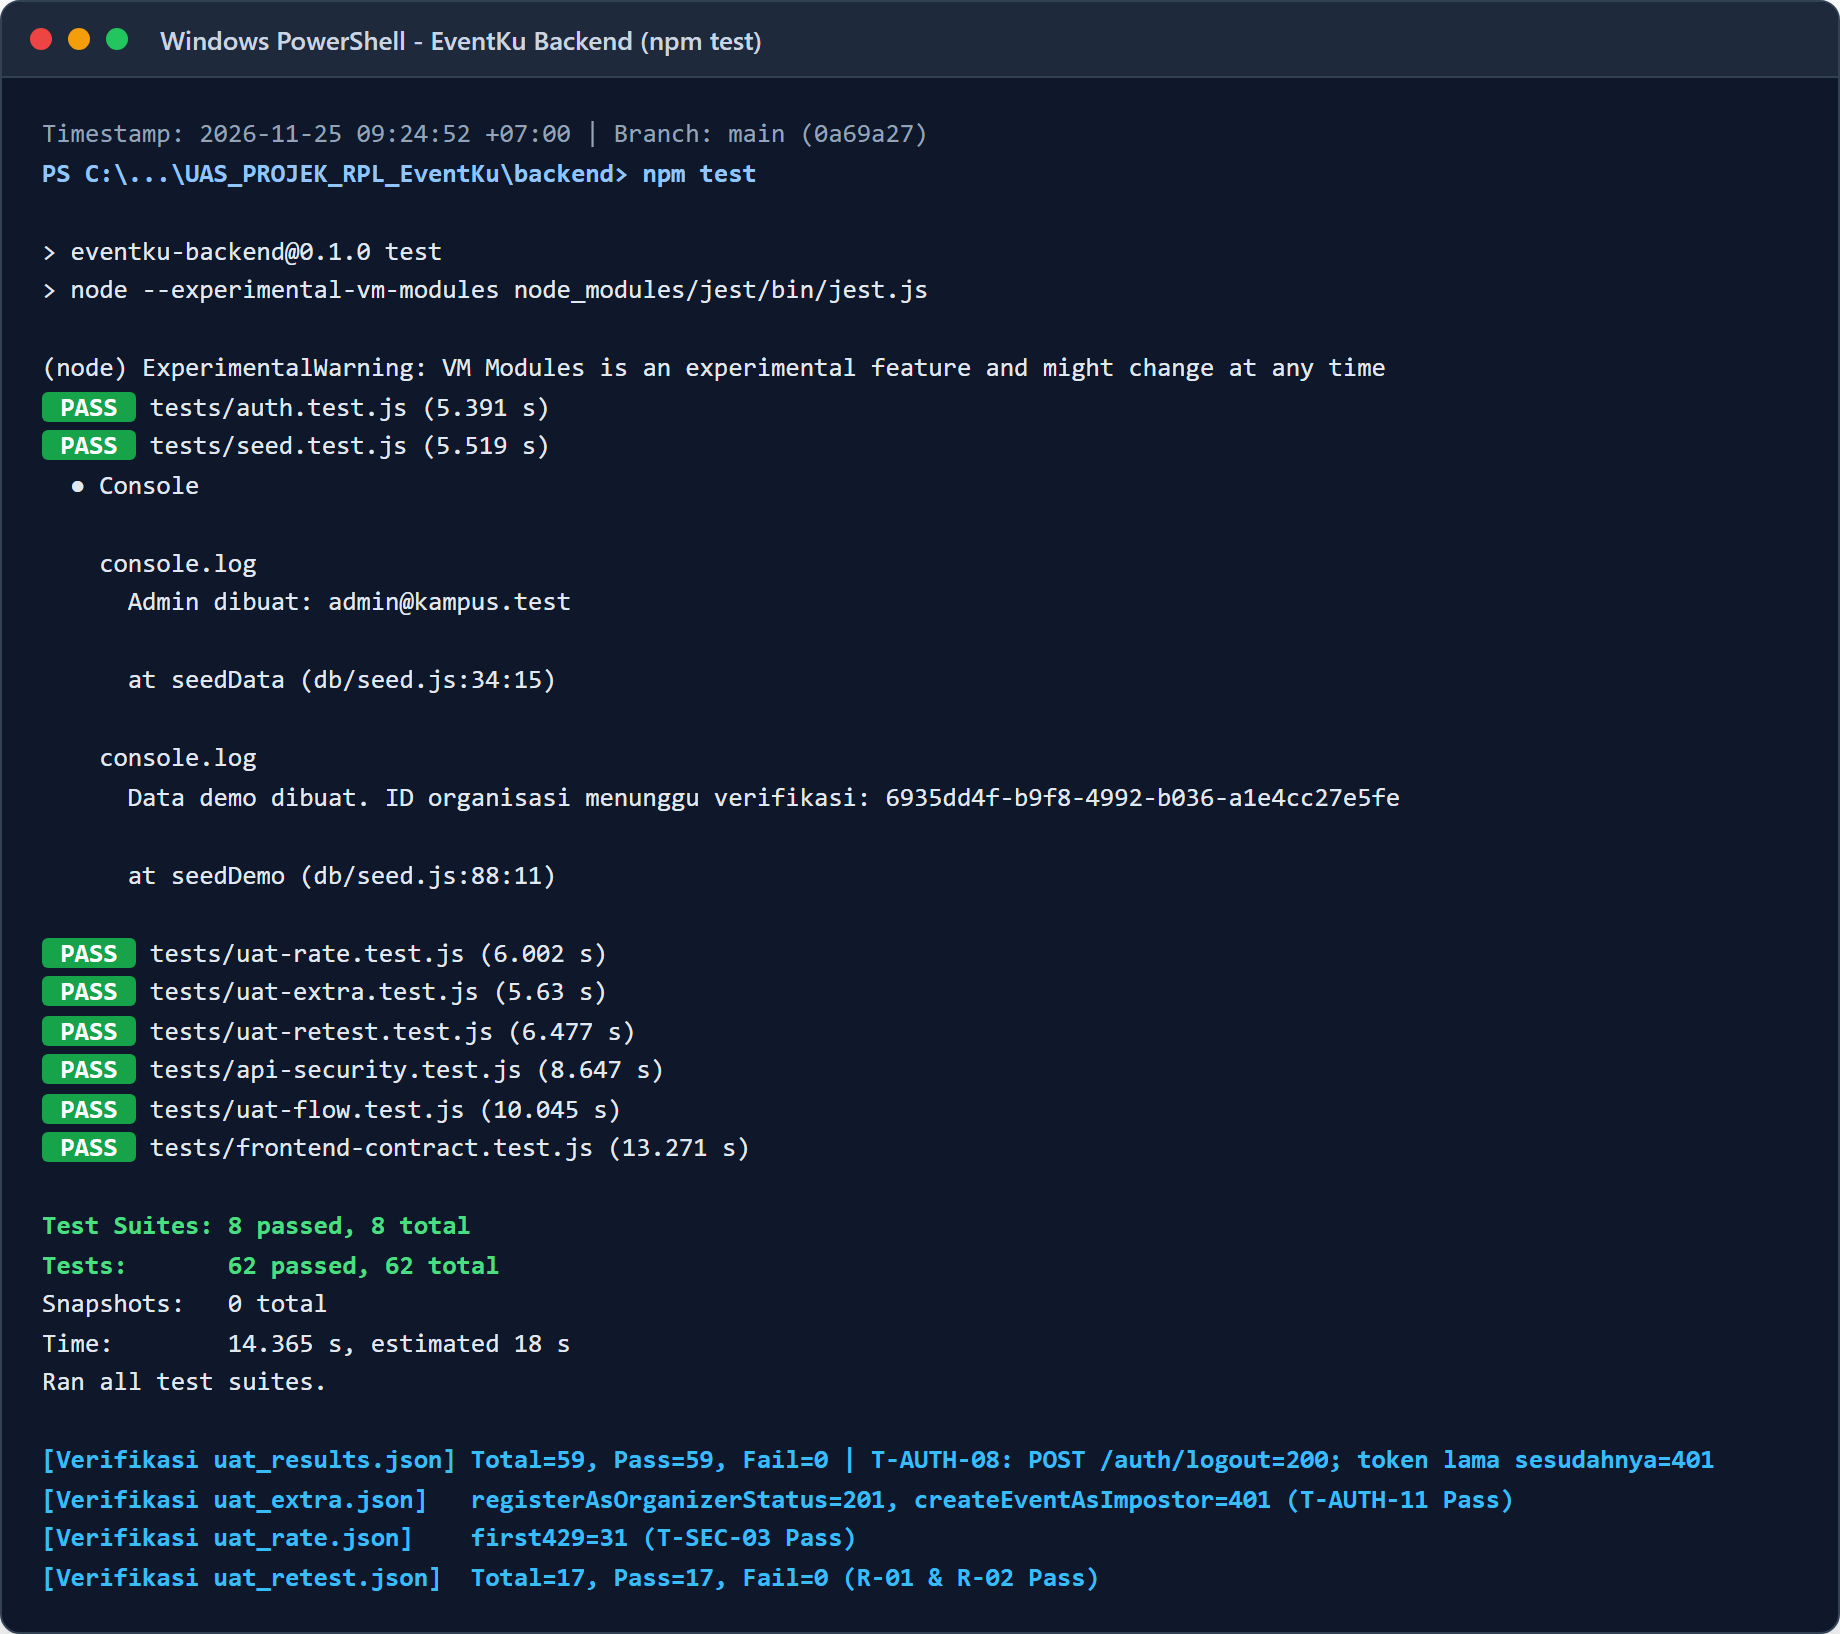 Windows PowerShell - EventKu Backend (npm test)
Timestamp: 2026-11-25 09:24:52 +07:00 | Branch: main (0a69a27)
PS C:\...\UAS_PROJEK_RPL_EventKu\backend> npm test
> eventku-backend@0.1.0 test
> node --experimental-vm-modules node_modules/jest/bin/jest.js
(node) ExperimentalWarning: VM Modules is an experimental feature and might change at any time
PASS tests/auth.test.js (5.391 s)
PASS tests/seed.test.js (5.519 s)
● Console
console.log
Admin dibuat: admin@kampus.test
at seedData (db/seed.js:34:15)
console.log
Data demo dibuat. ID organisasi menunggu verifikasi: 6935dd4f-b9f8-4992-b036-a1e4cc27e5fe
at seedDemo (db/seed.js:88:11)
PASS tests/uat-rate.test.js (6.002 s)
PASS tests/uat-extra.test.js (5.63 s)
PASS tests/uat-retest.test.js (6.477 s)
PASS tests/api-security.test.js (8.647 s)
PASS tests/uat-flow.test.js (10.045 s)
PASS tests/frontend-contract.test.js (13.271 s)
Test Suites: 8 passed, 8 total
Tests: 62 passed, 62 total
Snapshots: 0 total
Time: 14.365 s, estimated 18 s
Ran all test suites.
[Verifikasi uat_results.json] Total=59, Pass=59, Fail=0 | T-AUTH-08: POST /auth/logout=200; token lama sesudahnya=401
[Verifikasi uat_extra.json] registerAsOrganizerStatus=201, createEventAsImpostor=401 (T-AUTH-11 Pass)
[Verifikasi uat_rate.json] first429=31 (T-SEC-03 Pass)
[Verifikasi uat_retest.json] Total=17, Pass=17, Fail=0 (R-01 & R-02 Pass)